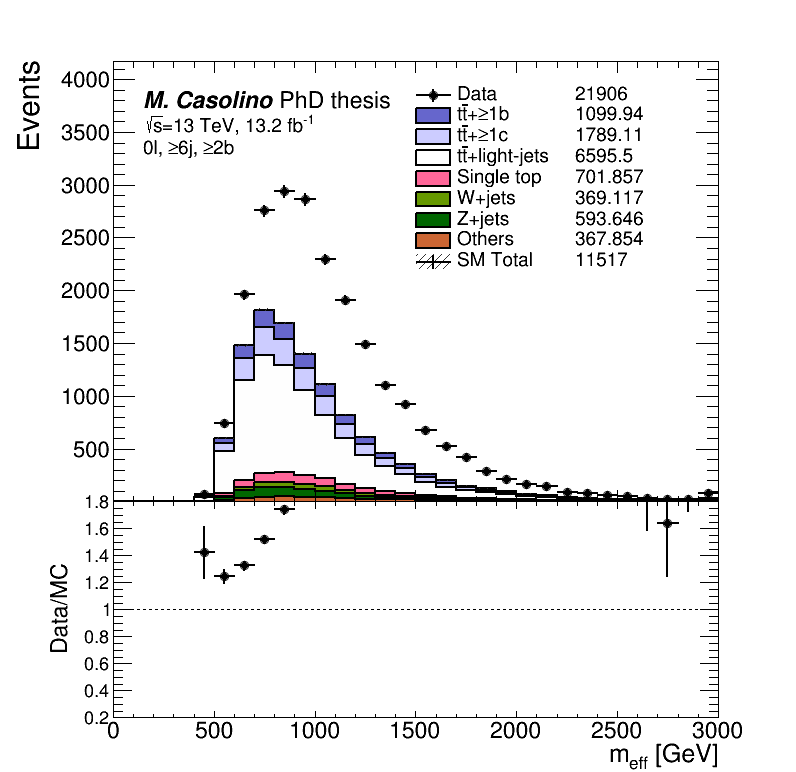 Events
4000
3500
3000
2500
2000
1500
1000
500
M. Casolino PhD thesis
√s=13 TeV, 13.2 fb⁻¹
0l, ≥6j, ≥2b
Data 21906
tt̄+≥1b 1099.94
tt̄+≥1c 1789.11
tt̄+light-jets 6595.5
Single top 701.857
W+jets 369.117
Z+jets 593.646
Others 367.854
SM Total 11517
Data/MC
1.8
1.6
1.4
1.2
1
0.8
0.6
0.4
0.2
0 500 1000 1500 2000 2500 3000
m_eff [GeV]